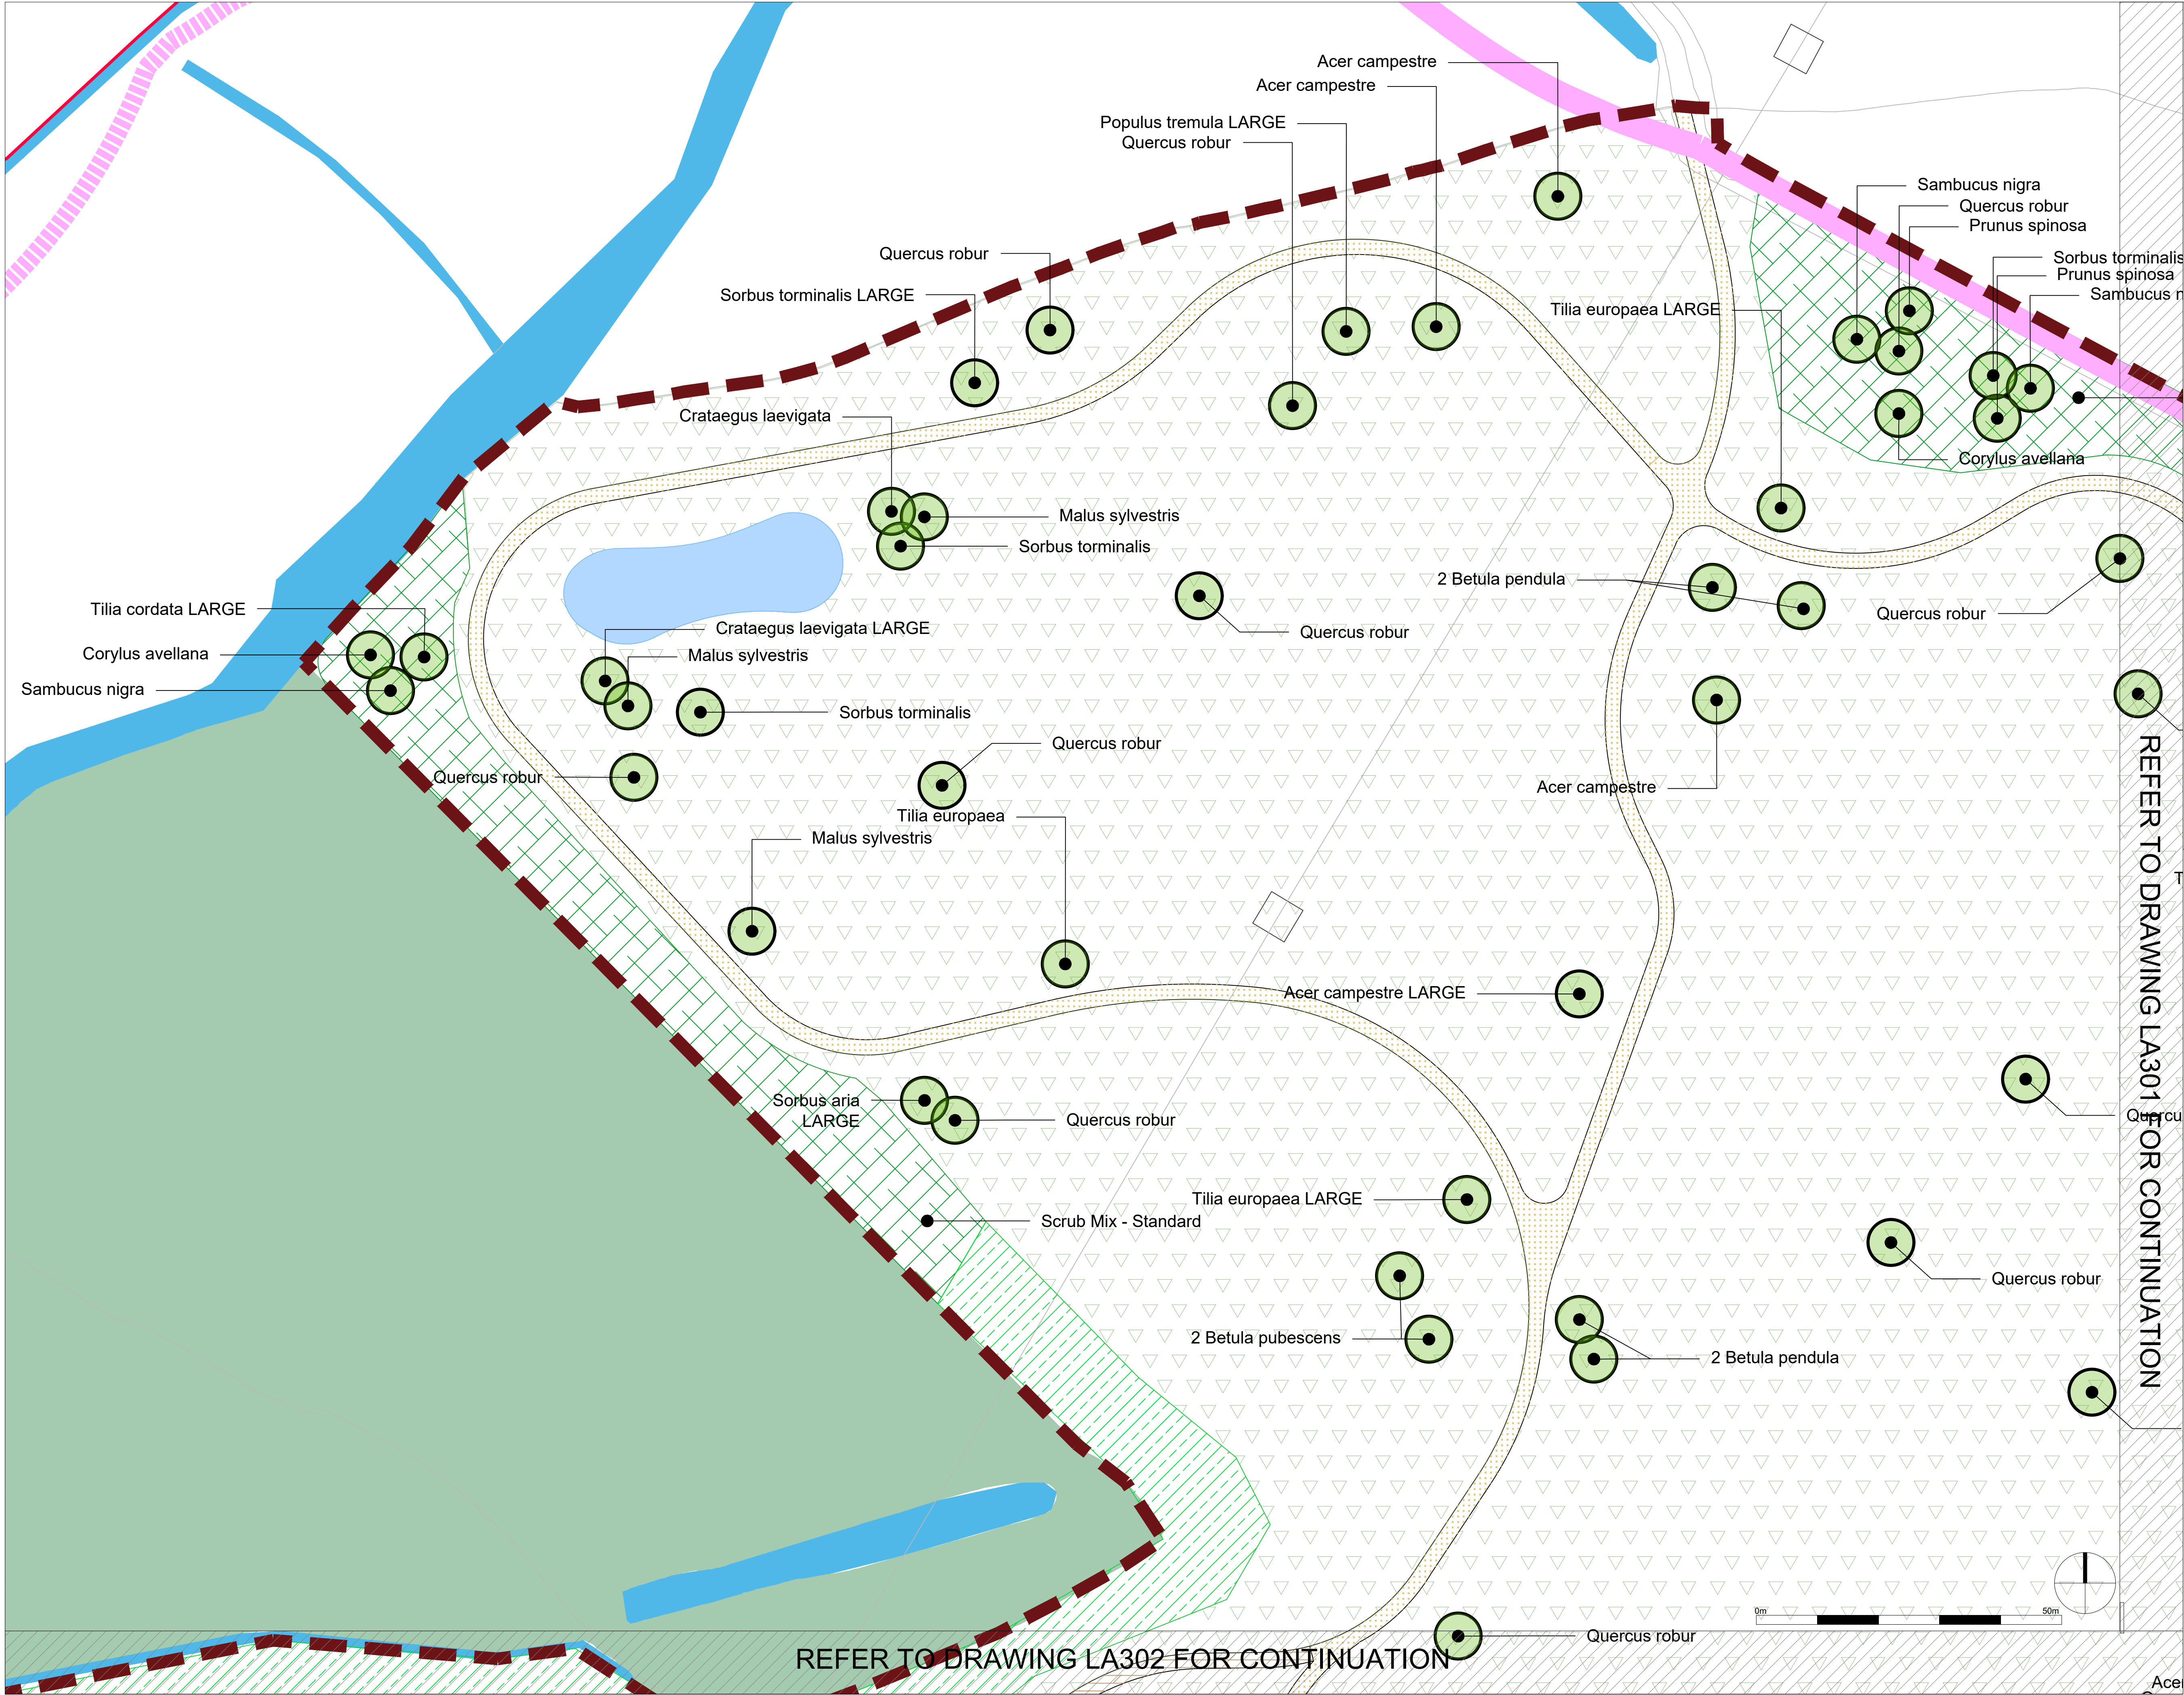 Acer campestre
Acer campestre
Populus tremula LARGE
Quercus robur
Sambucus nigra
Quercus robur
Prunus spinosa
Quercus robur
Sorbus torminalis
Prunus spinosa
Sorbus torminalis LARGE
Sambucus n
Tilia europaea LARGE
Crataegus laevigata
Corylus avellana
Malus sylvestris
Sorbus torminalis
2 Betula pendula
Tilia cordata LARGE
Quercus robur
Crataegus laevigata LARGE
Quercus robur
Corylus avellana
Malus sylvestris
Sambucus nigra
Sorbus torminalis
Quercus robur
Quercus robur
Acer campestre
Tilia europaea
Malus sylvestris
T
REFER TO DRAWING LA301 FOR CONTINUATION
Acer campestre LARGE
Sorbus aria
LARGE
Quercus robur
Quercu
Tilia europaea LARGE
Scrub Mix - Standard
Quercus robur
2 Betula pubescens
2 Betula pendula
0m 50m
Quercus robur
REFER TO DRAWING LA302 FOR CONTINUATION
Ace